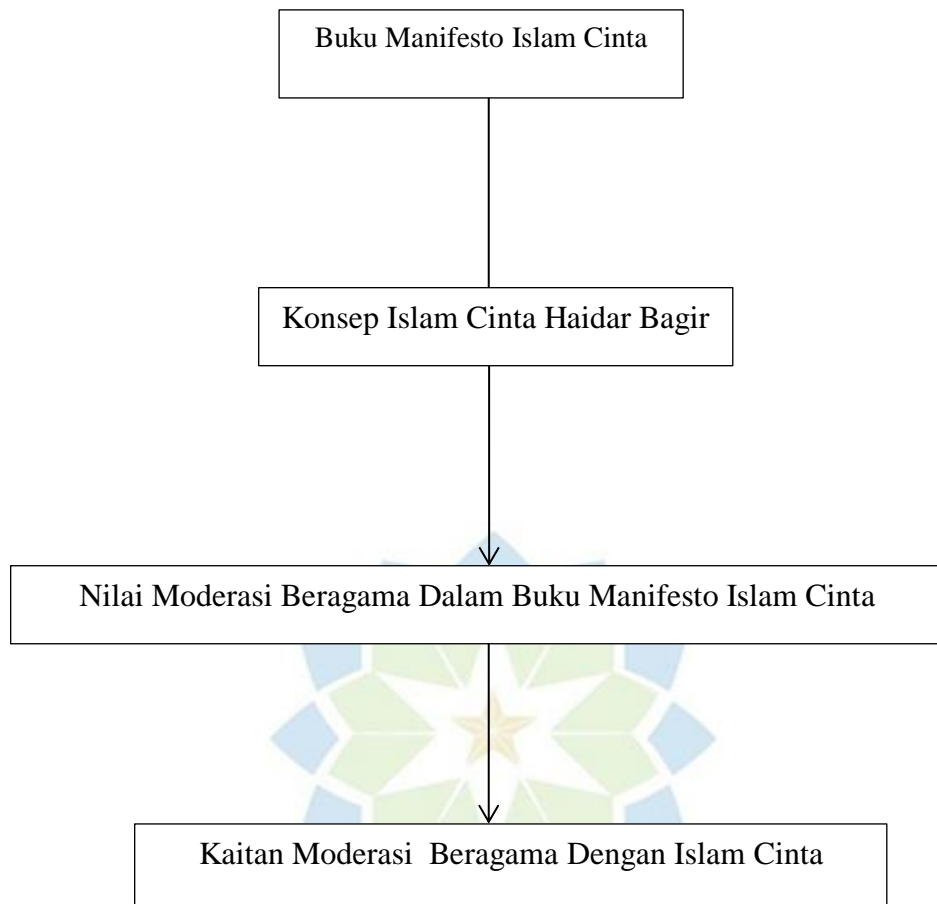 Buku Manifesto Islam Cinta
Konsep Islam Cinta Haidar Bagir
Nilai Moderasi Beragama Dalam Buku Manifesto Islam Cinta
Kaitan Moderasi  Beragama Dengan Islam Cinta